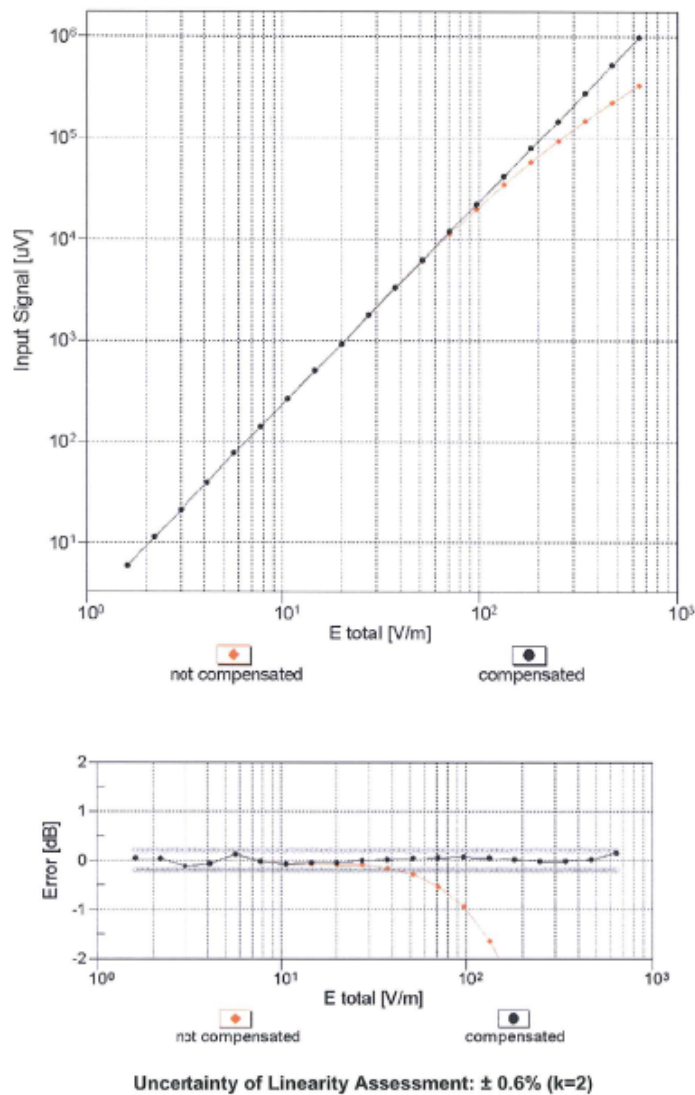 10⁶
10⁵
10⁴
10³
10²
10¹
Input Signal [uV]
10⁰ 10¹ 10² 10³
E total [V/m]
not compensated compensated
2
1
0
-1
-2
Error [dB]
10⁰ 10¹ 10² 10³
E total [V/m]
not compensated compensated
Uncertainty of Linearity Assessment: ± 0.6% (k=2)